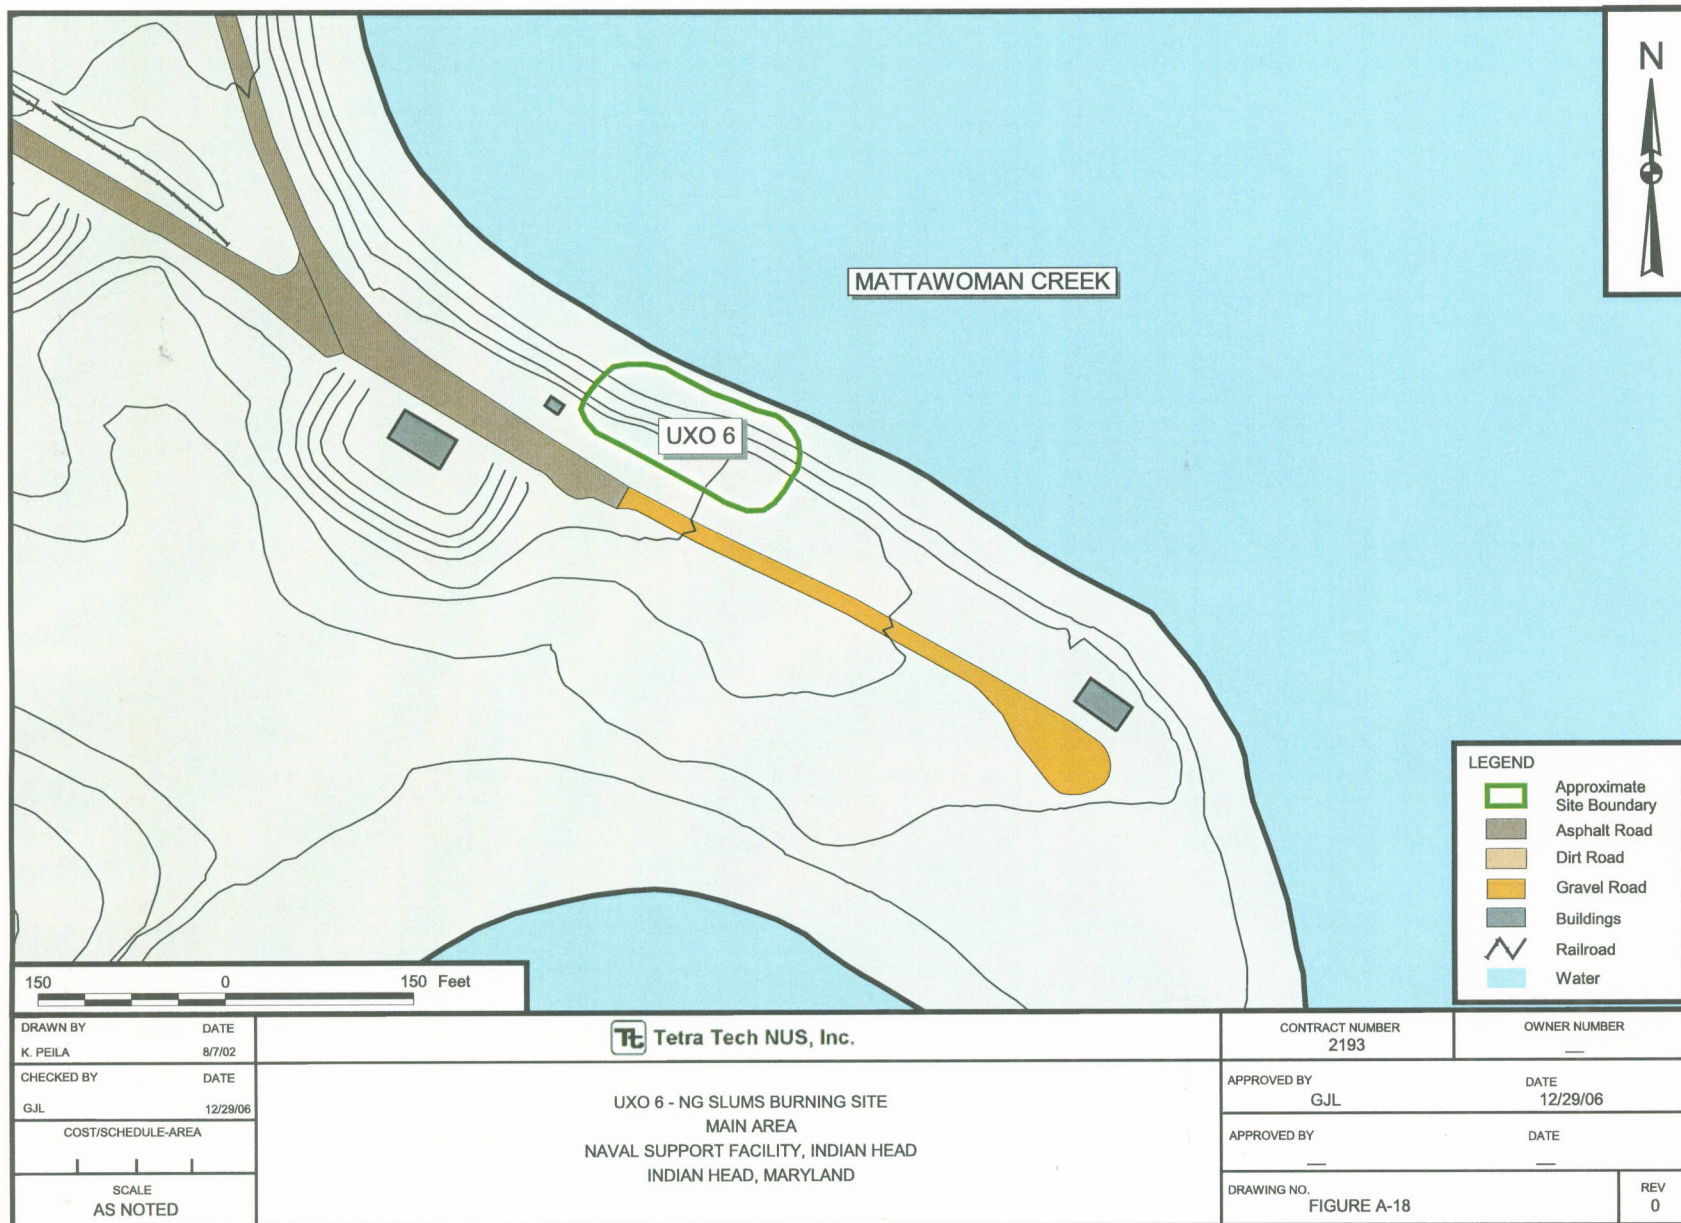 N
MATTAWOMAN CREEK
UXO 6
LEGEND
Approximate
Site Boundary
Asphalt Road
Dirt Road
Gravel Road
Buildings
Railroad
Water
150 0 150 Feet
DRAWN BY DATE
K. PEILA 8/7/02
CHECKED BY DATE
GJL 12/29/06
COST/SCHEDULE-AREA
SCALE
AS NOTED
Tt Tetra Tech NUS, Inc.
UXO 6 - NG SLUMS BURNING SITE
MAIN AREA
NAVAL SUPPORT FACILITY, INDIAN HEAD
INDIAN HEAD, MARYLAND
CONTRACT NUMBER
2193
OWNER NUMBER
—
APPROVED BY DATE
GJL 12/29/06
APPROVED BY DATE
— —
DRAWING NO.
FIGURE A-18
REV
0